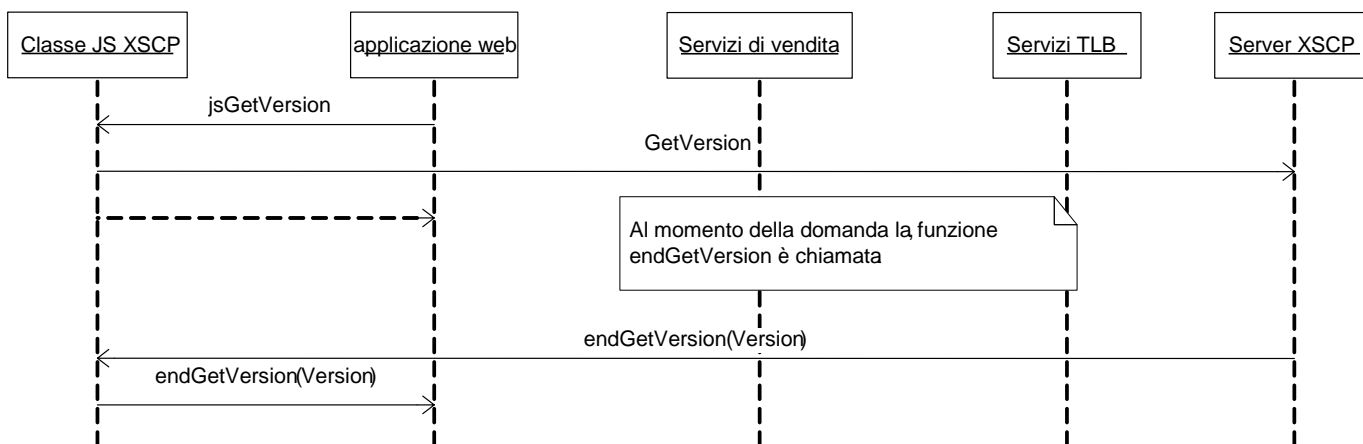 Classe JS XSCP
applicazione web
Servizi di vendita
Servizi TLB
Server XSCP
jsGetVersion
GetVersion
Al momento della domanda la, funzione
endGetVersion è chiamata
endGetVersion(Version)
endGetVersion(Version)